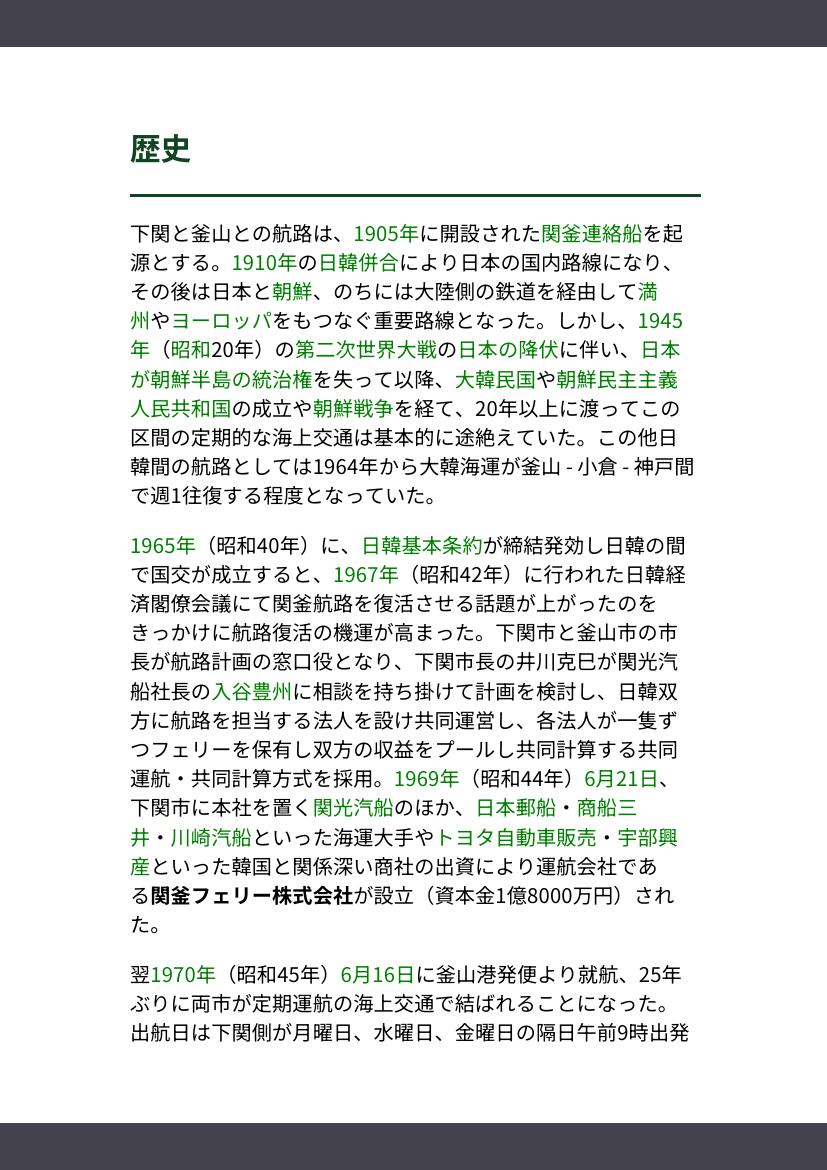 歴史
下関と釜山との航路は、1905年に開設された関釜連絡船を起
源とする。1910年の日韓併合により日本の国内路線になり、
その後は日本と朝鮮、のちには大陸側の鉄道を経由して満
州やヨーロッパをもつなぐ重要路線となった。しかし、1945
年（昭和20年）の第二次世界大戦の日本の降伏に伴い、日本
が朝鮮半島の統治権を失って以降、大韓民国や朝鮮民主主義
人民共和国の成立や朝鮮戦争を経て、20年以上に渡ってこの
区間の定期的な海上交通は基本的に途絶えていた。この他日
韓間の航路としては1964年から大韓海運が釜山 - 小倉 - 神戸間
で週1往復する程度となっていた。
1965年（昭和40年）に、日韓基本条約が締結発効し日韓の間
で国交が成立すると、1967年（昭和42年）に行われた日韓経
済閣僚会議にて関釜航路を復活させる話題が上がったのを
きっかけに航路復活の機運が高まった。下関市と釜山市の市
長が航路計画の窓口役となり、下関市長の井川克巳が関光汽
船社長の入谷豊州に相談を持ち掛けて計画を検討し、日韓双
方に航路を担当する法人を設け共同運営し、各法人が一隻ず
つフェリーを保有し双方の収益をプールし共同計算する共同
運航・共同計算方式を採用。1969年（昭和44年）6月21日、
下関市に本社を置く関光汽船のほか、日本郵船・商船三
井・川崎汽船といった海運大手やトヨタ自動車販売・宇部興
産といった韓国と関係深い商社の出資により運航会社であ
る関釜フェリー株式会社が設立（資本金1億8000万円）され
た。
翌1970年（昭和45年）6月16日に釜山港発便より就航、25年
ぶりに両市が定期運航の海上交通で結ばれることになった。
出航日は下関側が月曜日、水曜日、金曜日の隔日午前9時出発